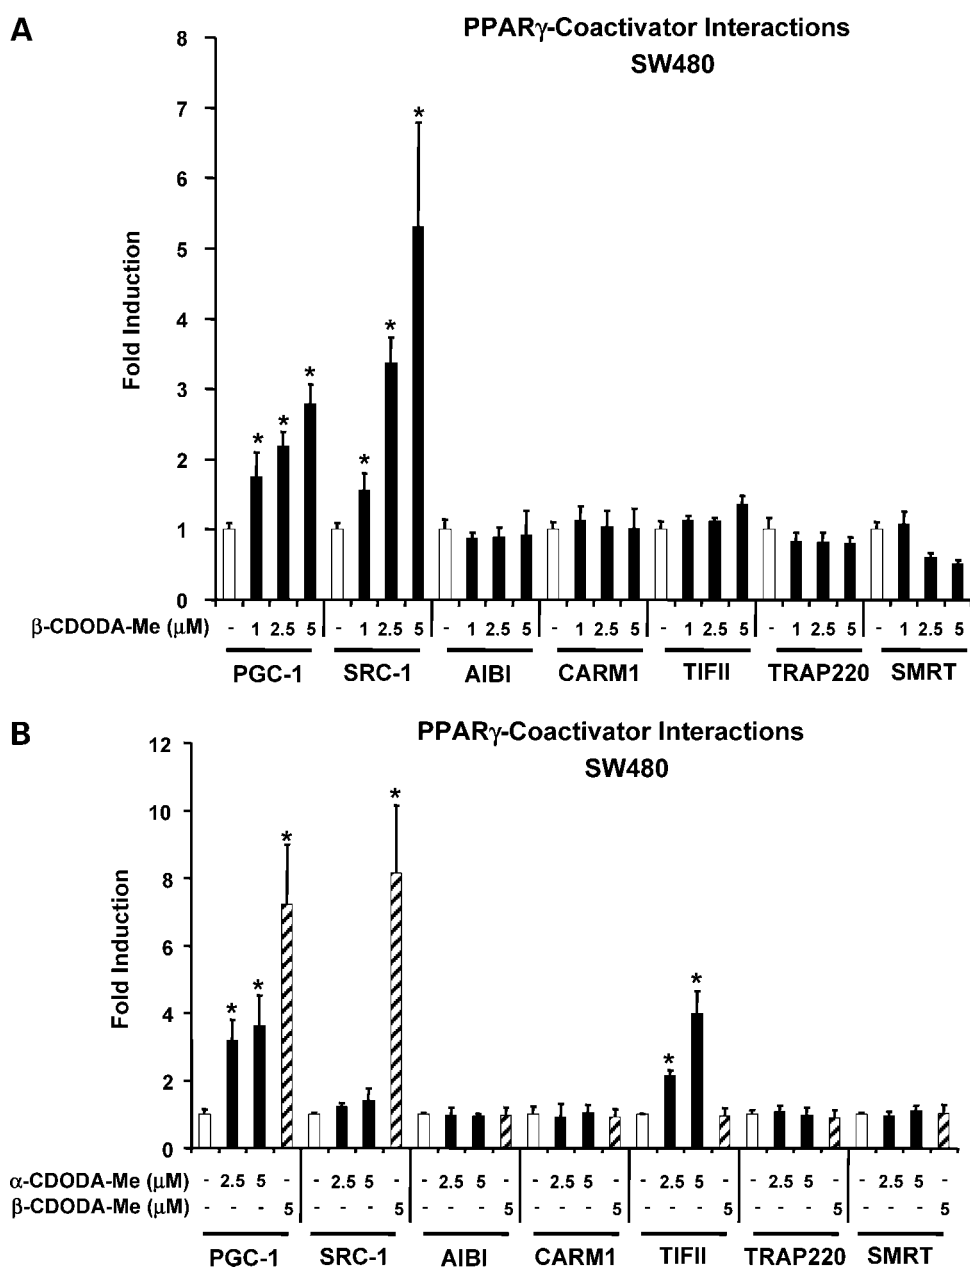 A
PPARγ-Coactivator Interactions
SW480
8
7
6
5
4
3
2
1
0
Fold Induction
* * * * * *
β-CDODA-Me (μM) - 1 2.5 5 - 1 2.5 5 - 1 2.5 5 - 1 2.5 5 - 1 2.5 5 - 1 2.5 5 - 1 2.5 5
PGC-1 SRC-1 AIBI CARM1 TIFII TRAP220 SMRT
B
PPARγ-Coactivator Interactions
SW480
12
10
8
6
4
2
0
Fold Induction
* * * * * *
α-CDODA-Me (μM) - 2.5 5 - - 2.5 5 - - 2.5 5 - - 2.5 5 - - 2.5 5 - - 2.5 5 - - 2.5 5 -
β-CDODA-Me (μM) - - - 5 - - - 5 - - - 5 - - - 5 - - - 5 - - - 5 - - - 5
PGC-1 SRC-1 AIBI CARM1 TIFII TRAP220 SMRT